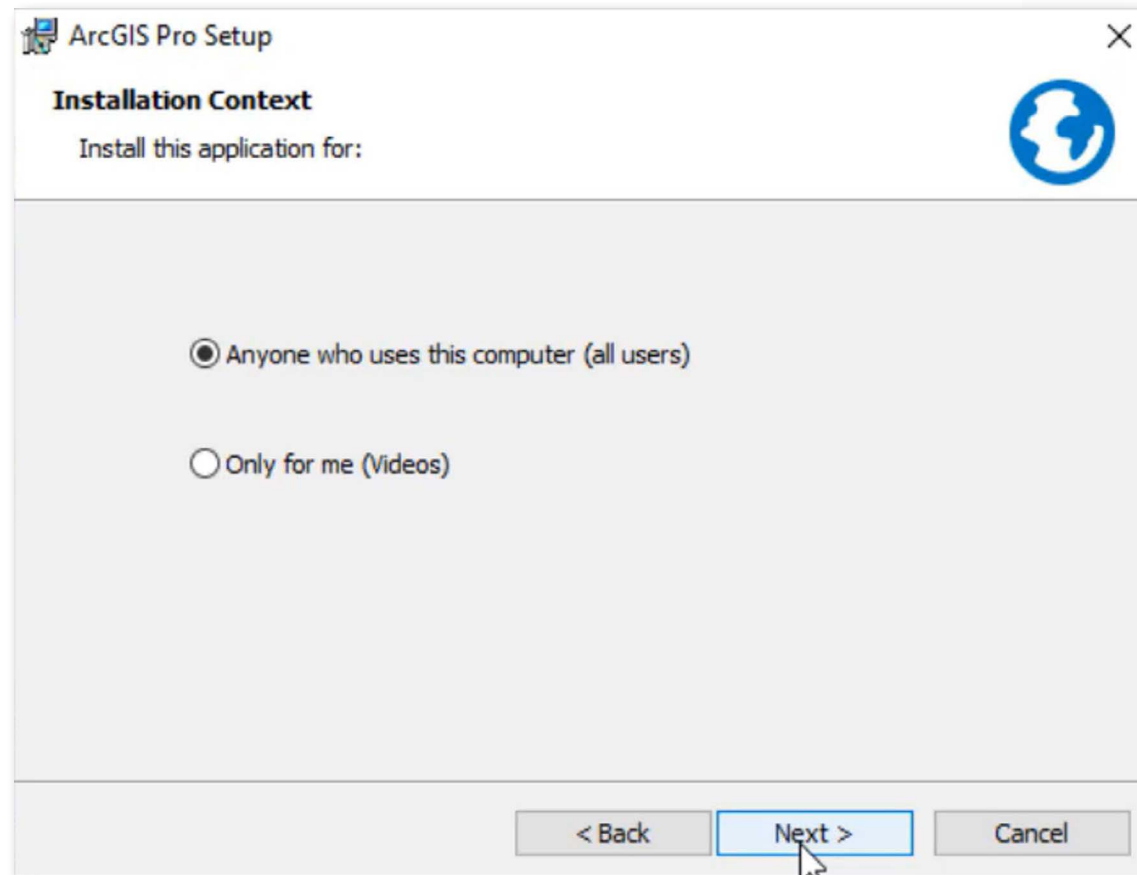 ArcGIS Pro Setup
Installation Context
Install this application for:
Anyone who uses this computer (all users)
Only for me (Videos)
< Back
Next >
Cancel